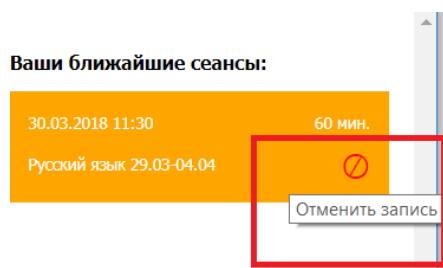 Ваши ближайшие сеансы:
30.03.2018 11:30 60 мин.
Русский язык 29.03-04.04
Отменить запись